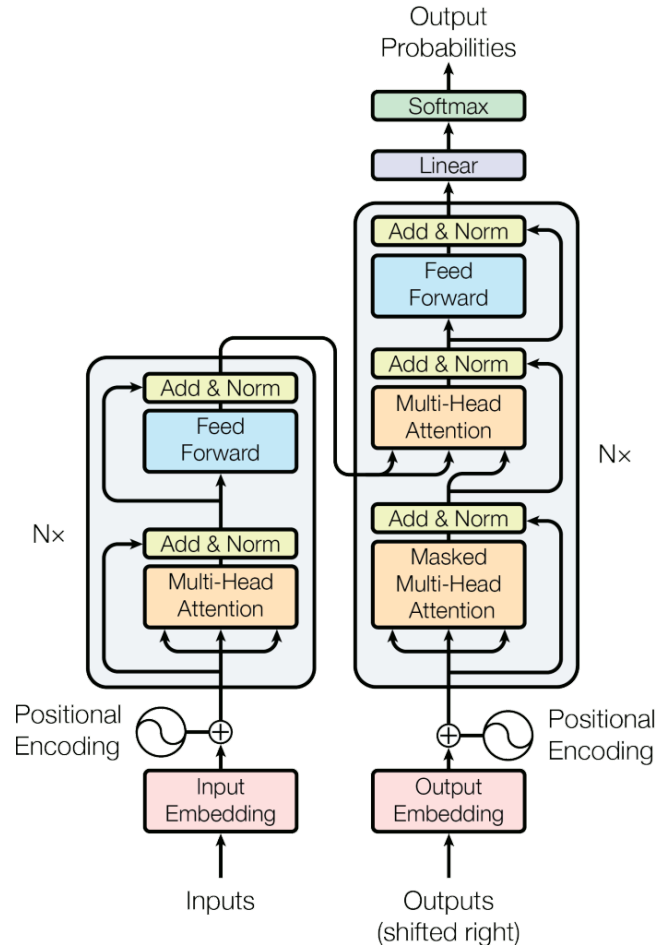 Output
Probabilities
Softmax
Linear
Add & Norm
Feed
Forward
Add & Norm
Multi-Head
Attention
Nx
Add & Norm
Masked
Multi-Head
Attention
Add & Norm
Feed
Forward
Nx
Add & Norm
Multi-Head
Attention
Positional
Encoding
Positional
Encoding
Input
Embedding
Output
Embedding
Inputs
Outputs
(shifted right)